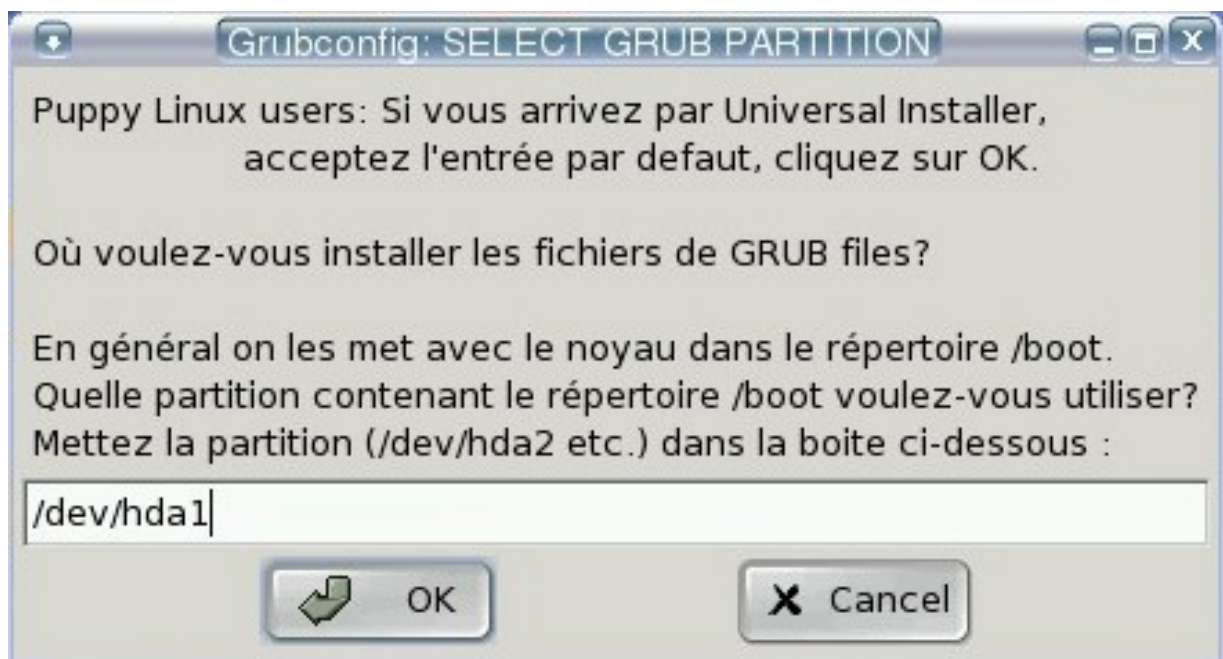 Grubconfig: SELECT GRUB PARTITION
Puppy Linux users: Si vous arrivez par Universal Installer,
acceptez l'entrée par defaut, cliquez sur OK.
Où voulez-vous installer les fichiers de GRUB files?
En général on les met avec le noyau dans le répertoire /boot.
Quelle partition contenant le répertoire /boot voulez-vous utiliser?
Mettez la partition (/dev/hda2 etc.) dans la boite ci-dessous :
/dev/hda1
OK
Cancel